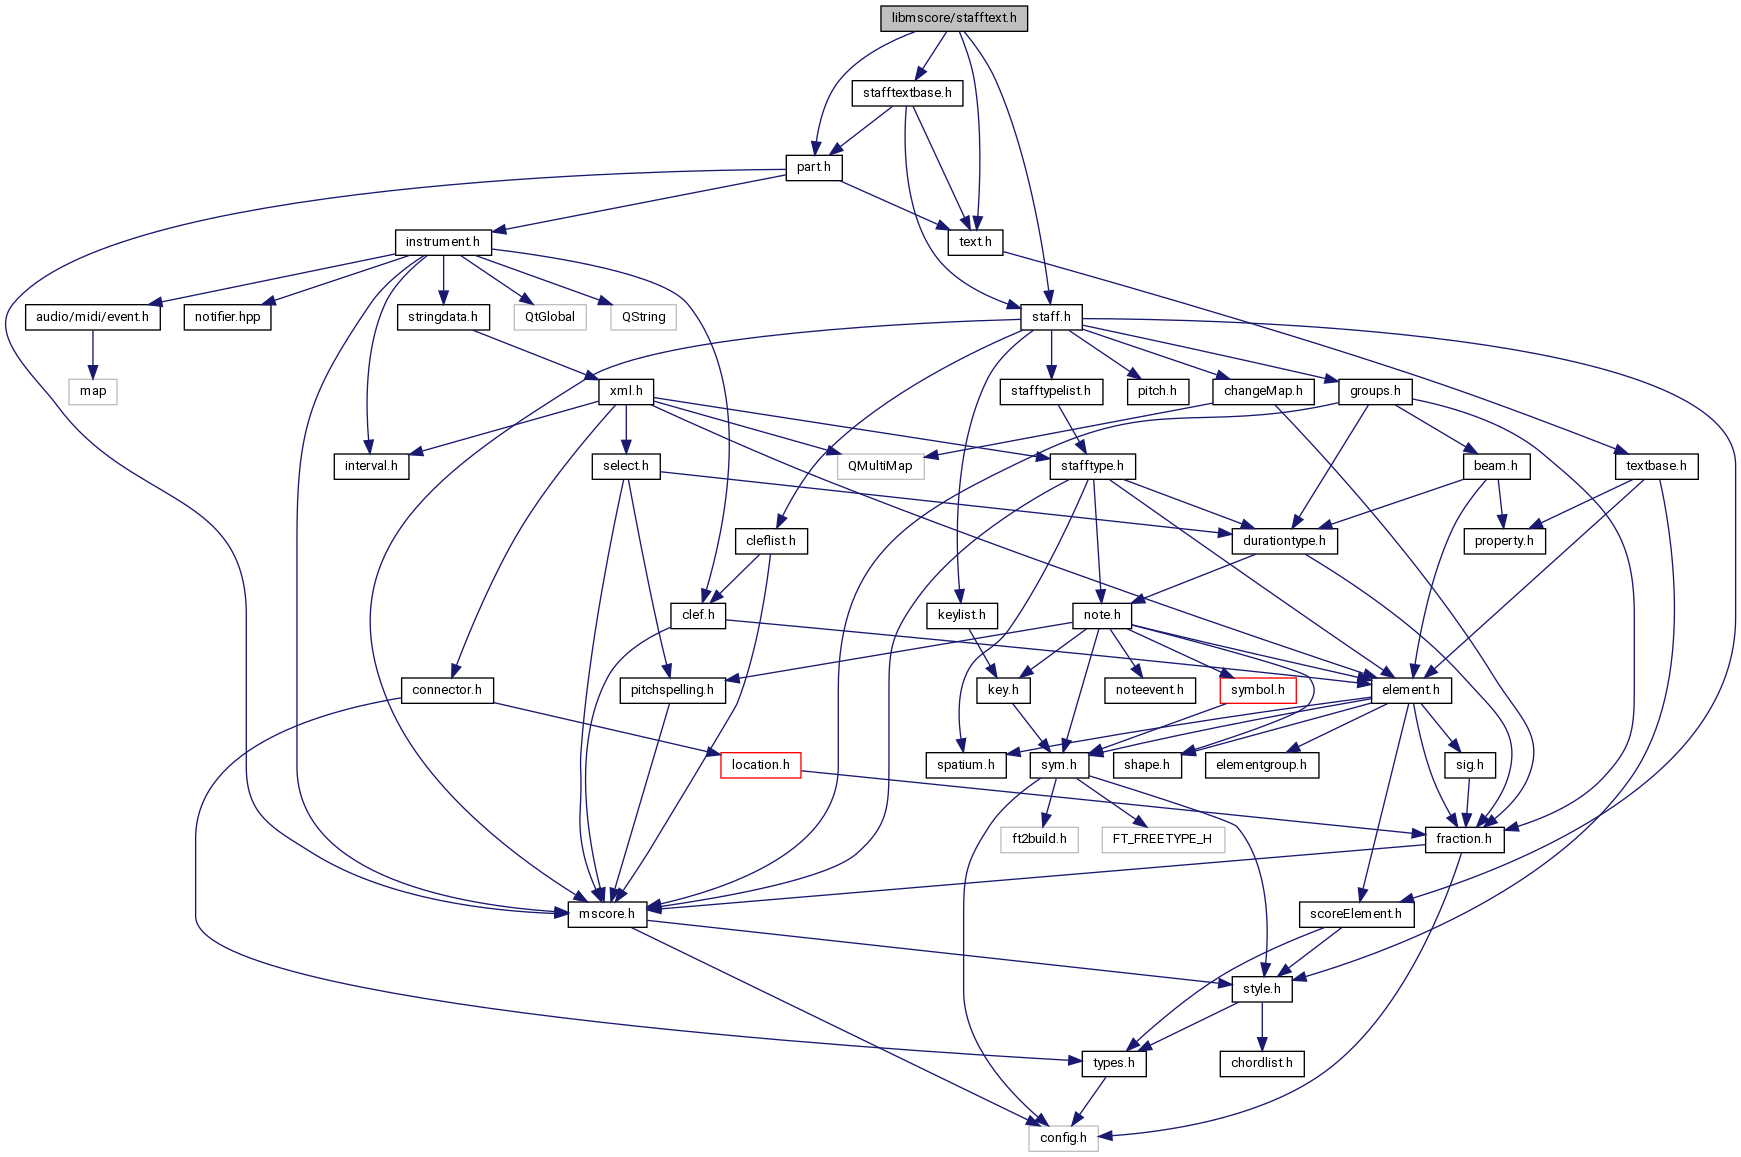 libmscore/stafftext.h
stafftextbase.h
part.h
instrument.h
text.h
audio/midi/event.h
notifier.hpp
stringdata.h
QtGlobal
QString
staff.h
map
xml.h
stafftypelist.h
pitch.h
changeMap.h
groups.h
interval.h
select.h
QMultiMap
stafftype.h
beam.h
textbase.h
cleflist.h
durationtype.h
property.h
clef.h
keylist.h
note.h
connector.h
pitchspelling.h
key.h
noteevent.h
symbol.h
element.h
location.h
spatium.h
sym.h
shape.h
elementgroup.h
sig.h
ft2build.h
FT_FREETYPE_H
fraction.h
mscore.h
scoreElement.h
style.h
types.h
chordlist.h
config.h